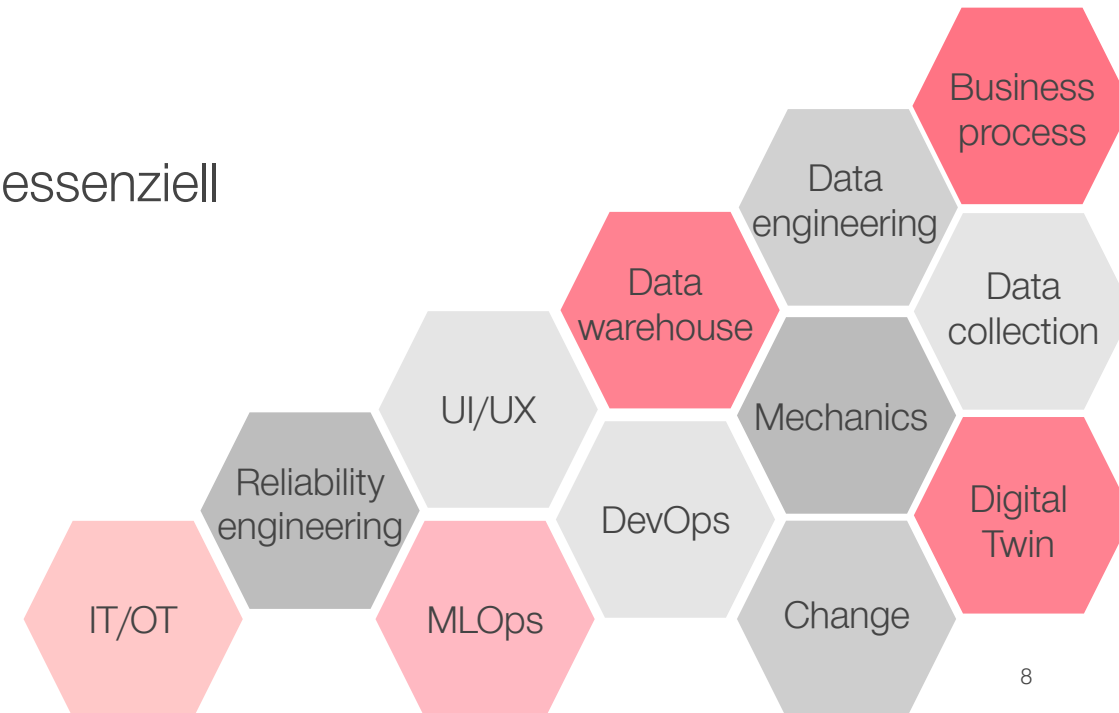 essenziell
Business
process
Data
engineering
Data
warehouse
Data
collection
UI/UX
Mechanics
Reliability
engineering
DevOps
Digital
Twin
IT/OT
MLOps
Change
8